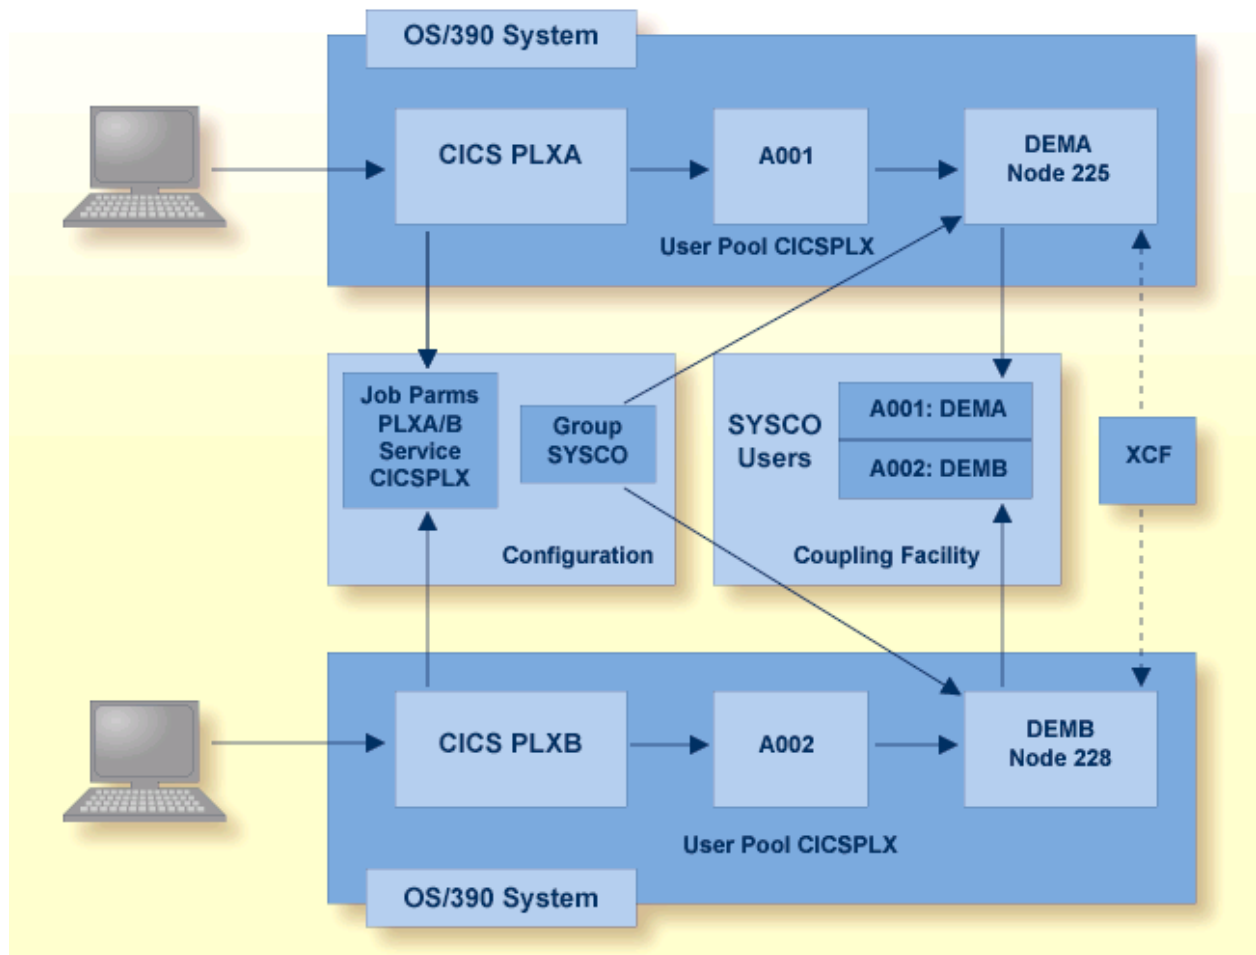 OS/390 System
CICS PLXA
A001
DEMA
Node 225
User Pool CICSPLX
Job Parms
PLXA/B
Service
CICSPLX
Group
SYSCO
Configuration
SYSCO
Users
A001: DEMA
A002: DEMB
Coupling Facility
XCF
CICS PLXB
A002
DEMB
Node 228
User Pool CICSPLX
OS/390 System